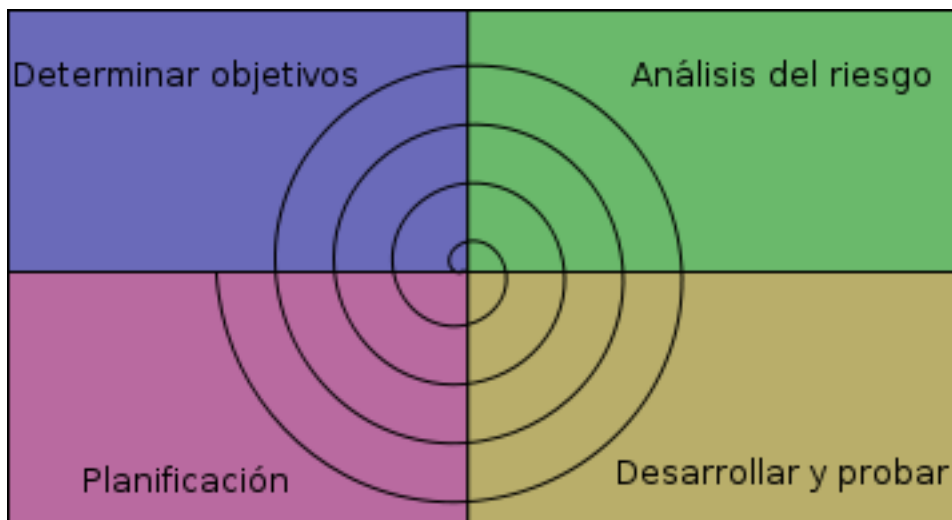 Determinar objetivos
Análisis del riesgo
Planificación
Desarrollar y probar